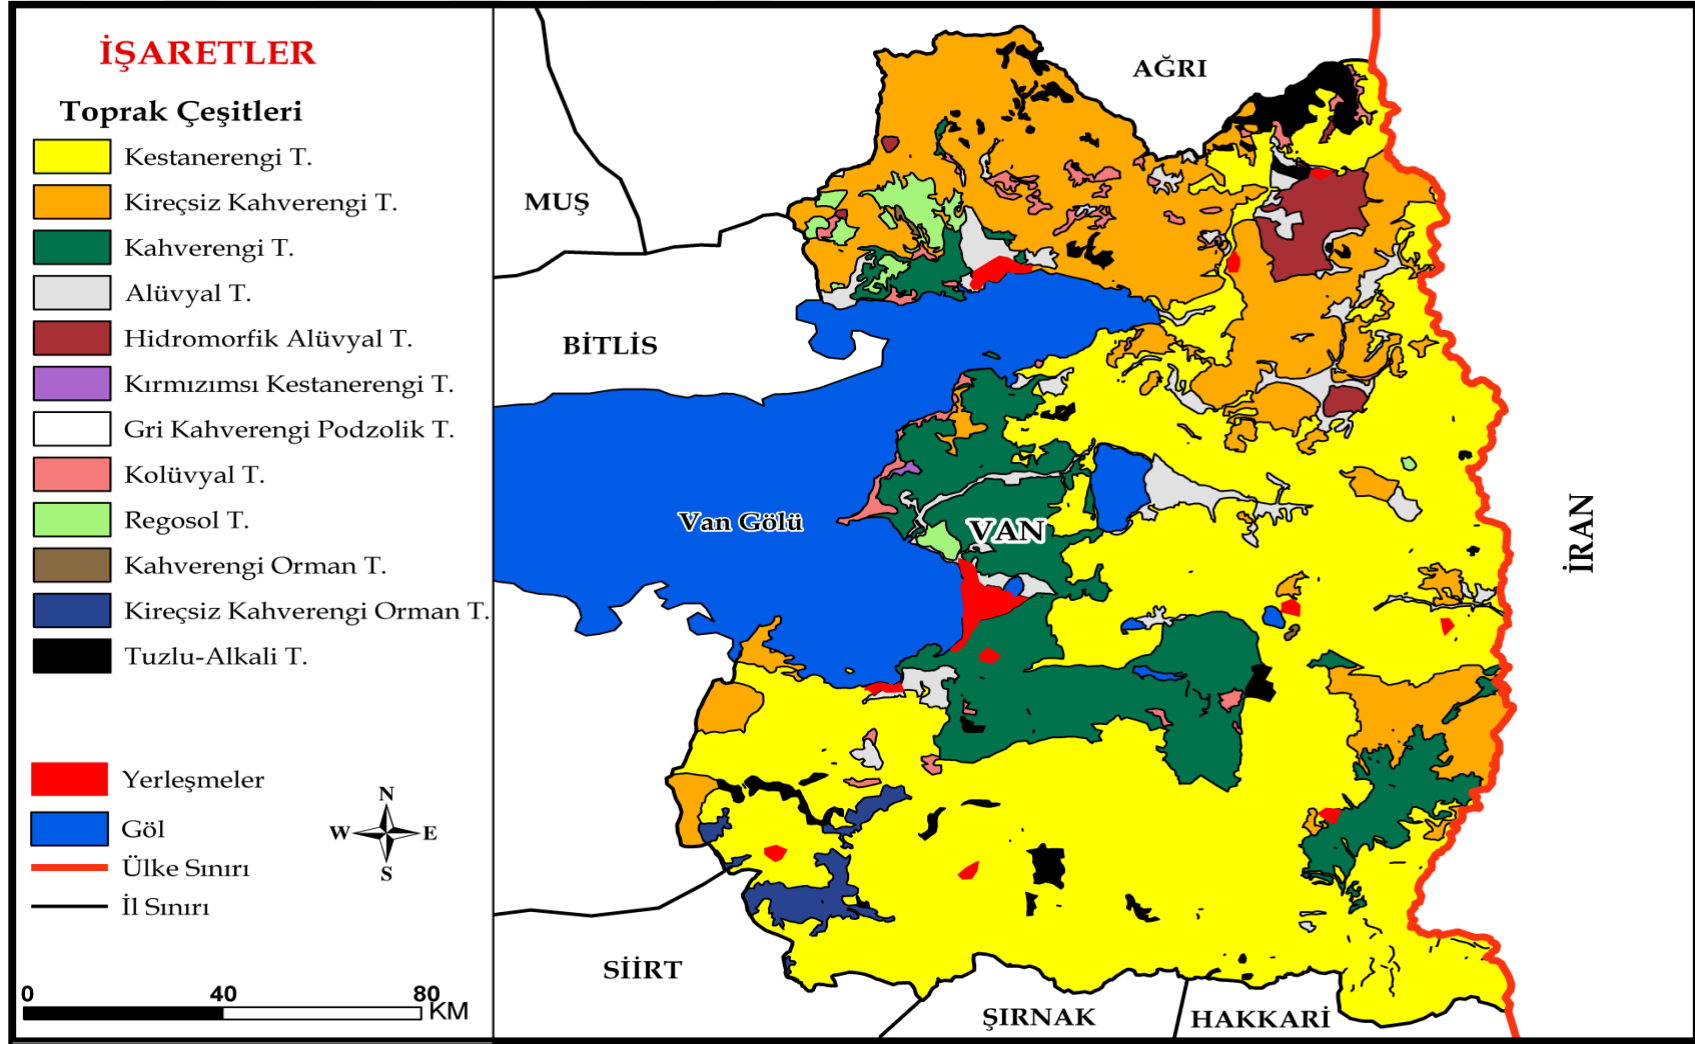 İŞARETLER
Toprak Çeşitleri
Kestanerengi T.
Kireçsiz Kahverengi T.
Kahverengi T.
Alüvyal T.
Hidromorfik Alüvyal T.
Kırmızımsı Kestanerengi T.
Gri Kahverengi Podzolik T.
Kolüvyal T.
Regosol T.
Kahverengi Orman T.
Kireçsiz Kahverengi Orman T.
Tuzlu-Alkali T.
Yerleşmeler
Göl
Ülke Sınırı
İl Sınırı
N
W E
S
0 40 80
KM
AĞRI
MUŞ
BİTLİS
Van Gölü
VAN
İRAN
SİİRT
ŞIRNAK
HAKKARİ